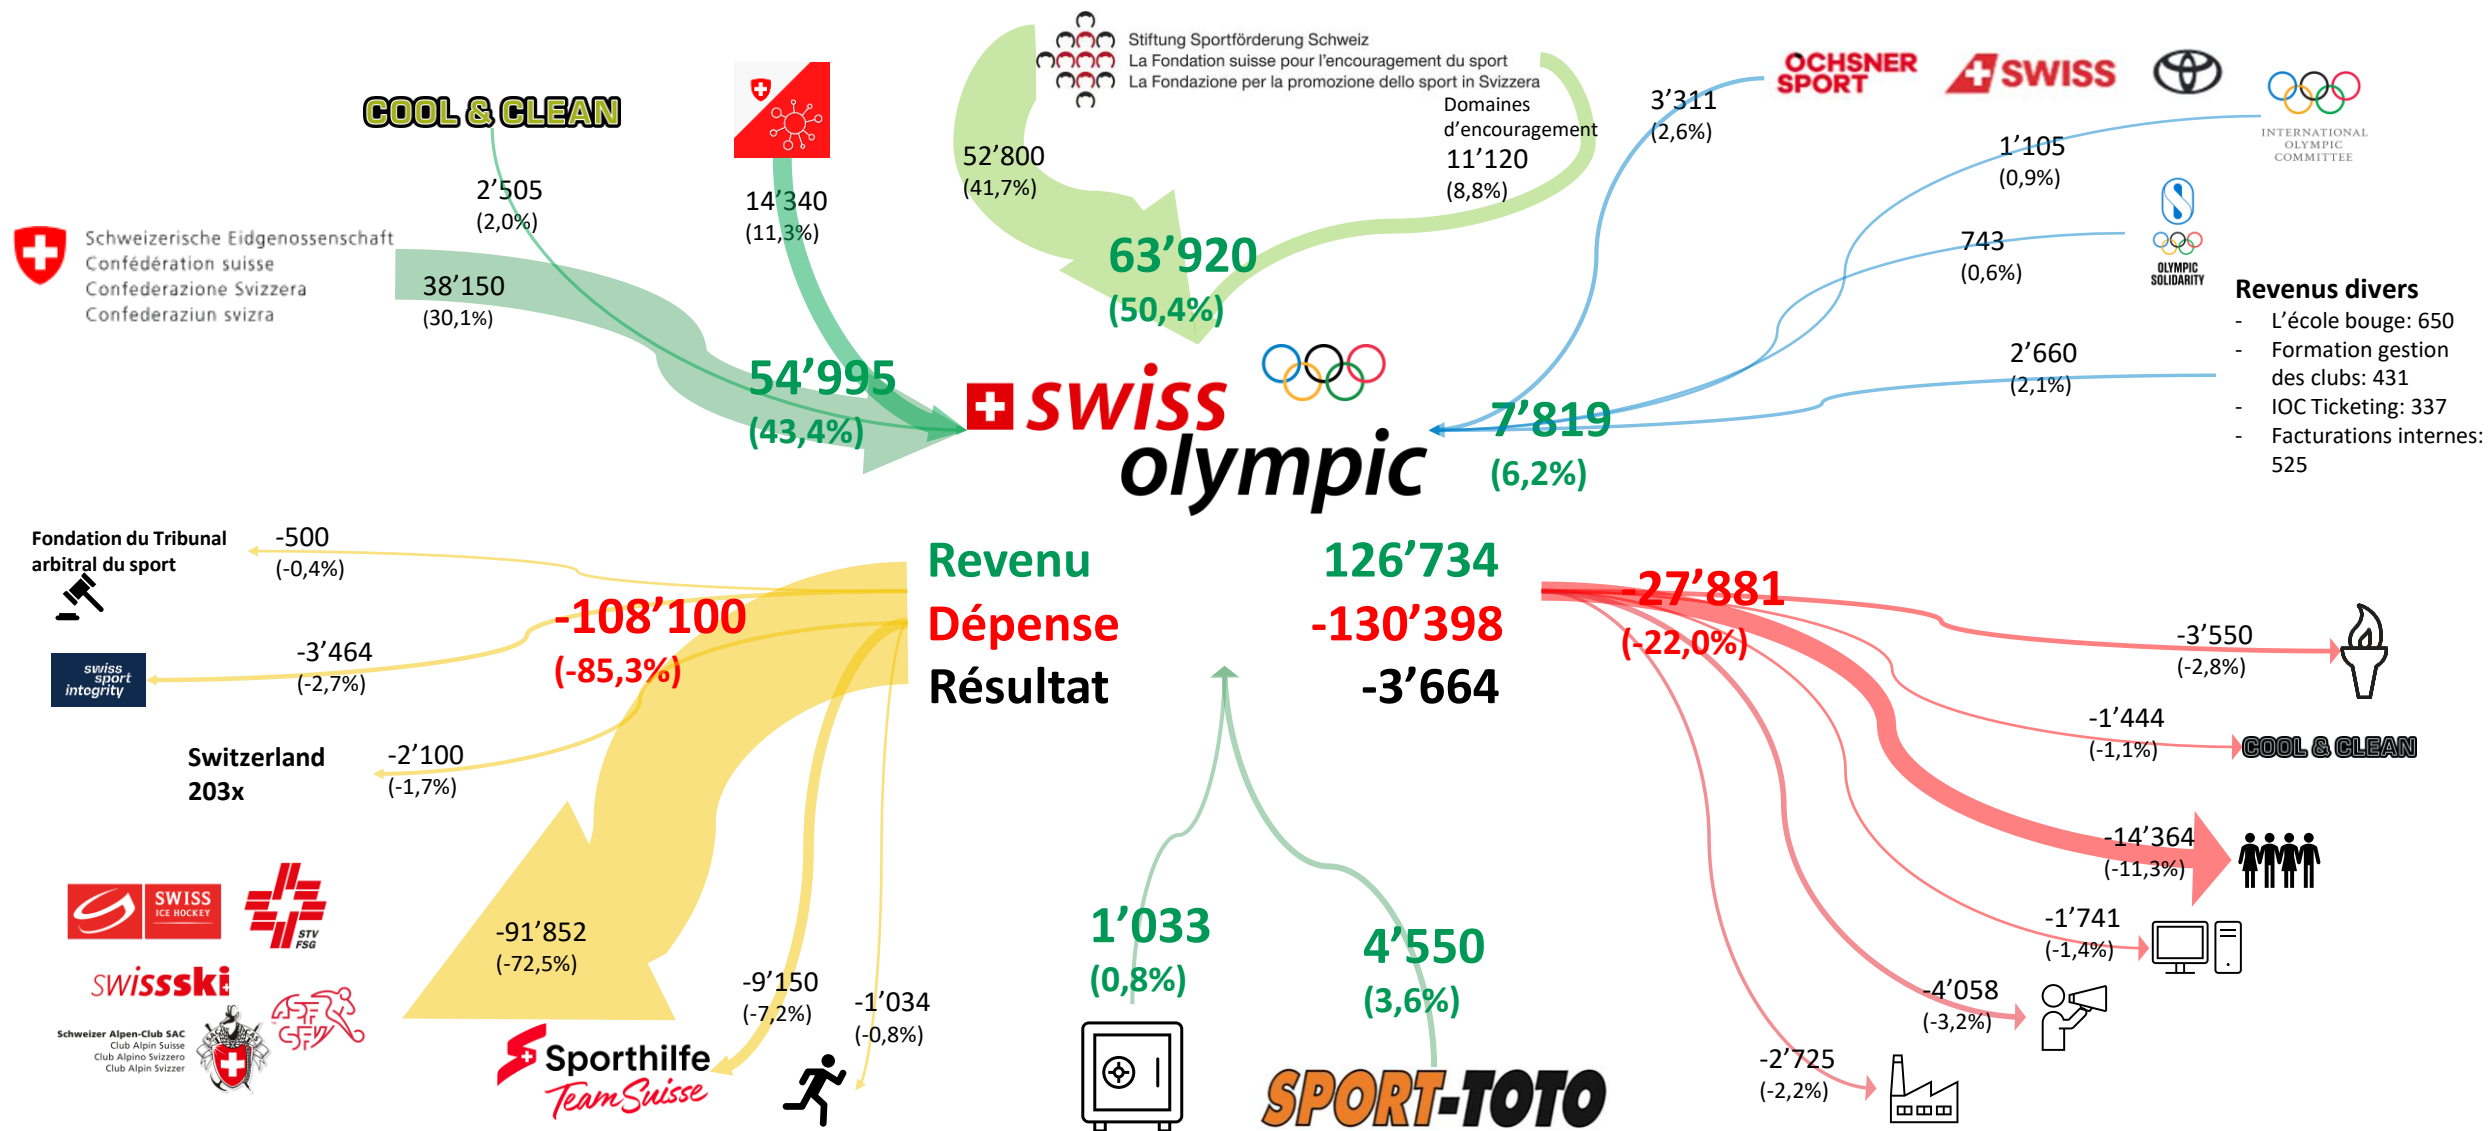 Stiftung Sportförderung Schweiz
La Fondation suisse pour l'encouragement du sport
La Fondazione per la promozione dello sport in Svizzera
COOL & CLEAN
OCHSNER
SPORT
SWISS
INTERNATIONAL
OLYMPIC
COMMITTEE
Domaines
d'encouragement
11'120
(8,8%)
3'311
(2,6%)
1'105
(0,9%)
52'800
(41,7%)
2'505
(2,0%)
14'340
(11,3%)
Schweizerische Eidgenossenschaft
Confédération suisse
Confederazione Svizzera
Confederaziun svizra
38'150
(30,1%)
63'920
(50,4%)
743
(0,6%)
OLYMPIC
SOLIDARITY
Revenus divers
- L'école bouge: 650
- Formation gestion
des clubs: 431
- IOC Ticketing: 337
- Facturations internes:
525
2'660
(2,1%)
54'995
(43,4%)
swiss
olympic
7'819
(6,2%)
Fondation du Tribunal
arbitral du sport
-500
(-0,4%)
Revenu 126'734
Dépense -130'398
Résultat -3'664
-108'100
(-85,3%)
-27'881
(-22,0%)
swiss
sport
integrity
-3'464
(-2,7%)
-3'550
(-2,8%)
Switzerland
203x
-2'100
(-1,7%)
-1'444
(-1,1%)
COOL & CLEAN
-14'364
(-11,3%)
SWISS
ICE HOCKEY
STV
FSG
swissski
Schweizer Alpen-Club SAC
Club Alpin Suisse
Club Alpino Svizzero
Club Alpin Svizzer
ASF
SFV
-91'852
(-72,5%)
-9'150
(-7,2%)
-1'034
(-0,8%)
1'033
(0,8%)
4'550
(3,6%)
-1'741
(-1,4%)
-4'058
(-3,2%)
-2'725
(-2,2%)
Sporthilfe
Team Suisse
SPORT-TOTO